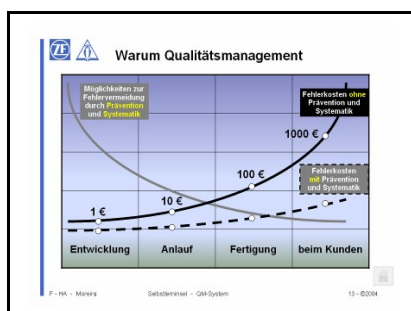 ZF
Warum Qualitätsmanagement
Möglichkeiten zur
Fehlervermeidung
durch Prävention
und Systematik
Fehlerkosten ohne
Prävention und
Systematik
1000 €
100 €
Fehlerkosten
mit Prävention
und Systematik
10 €
1 €
Entwicklung
Anlauf
Fertigung
beim Kunden
F - HA - Moreira
Selbstlerninsel - QM-System
13 - ©2004